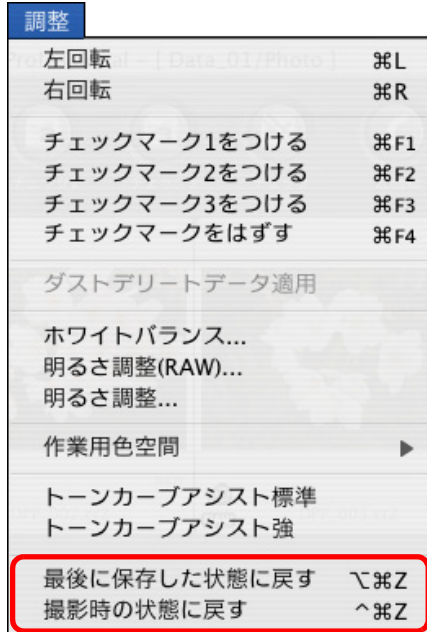 調整
左回転 ⌘L
右回転 ⌘R
チェックマーク1をつける ⌘F1
チェックマーク2をつける ⌘F2
チェックマーク3をつける ⌘F3
チェックマークをはずす ⌘F4
ダストデリートデータ適用
ホワイトバランス...
明るさ調整(RAW)...
明るさ調整...
作業用色空間 ▶
トーンカーブアシスト標準
トーンカーブアシスト強
最後に保存した状態に戻す ⌥⌘Z
撮影時の状態に戻す ^⌘Z